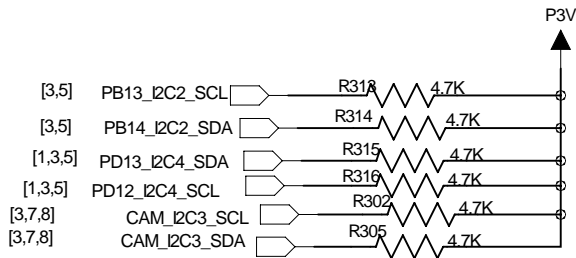 P3V
[3,5] PB13_I2C2_SCL R313 4.7K
[3,5] PB14_I2C2_SDA R314 4.7K
[1,3,5] PD13_I2C4_SDA R315 4.7K
[1,3,5] PD12_I2C4_SCL R316 4.7K
[3,7,8] CAM_I2C3_SCL R302 4.7K
[3,7,8] CAM_I2C3_SDA R305 4.7K